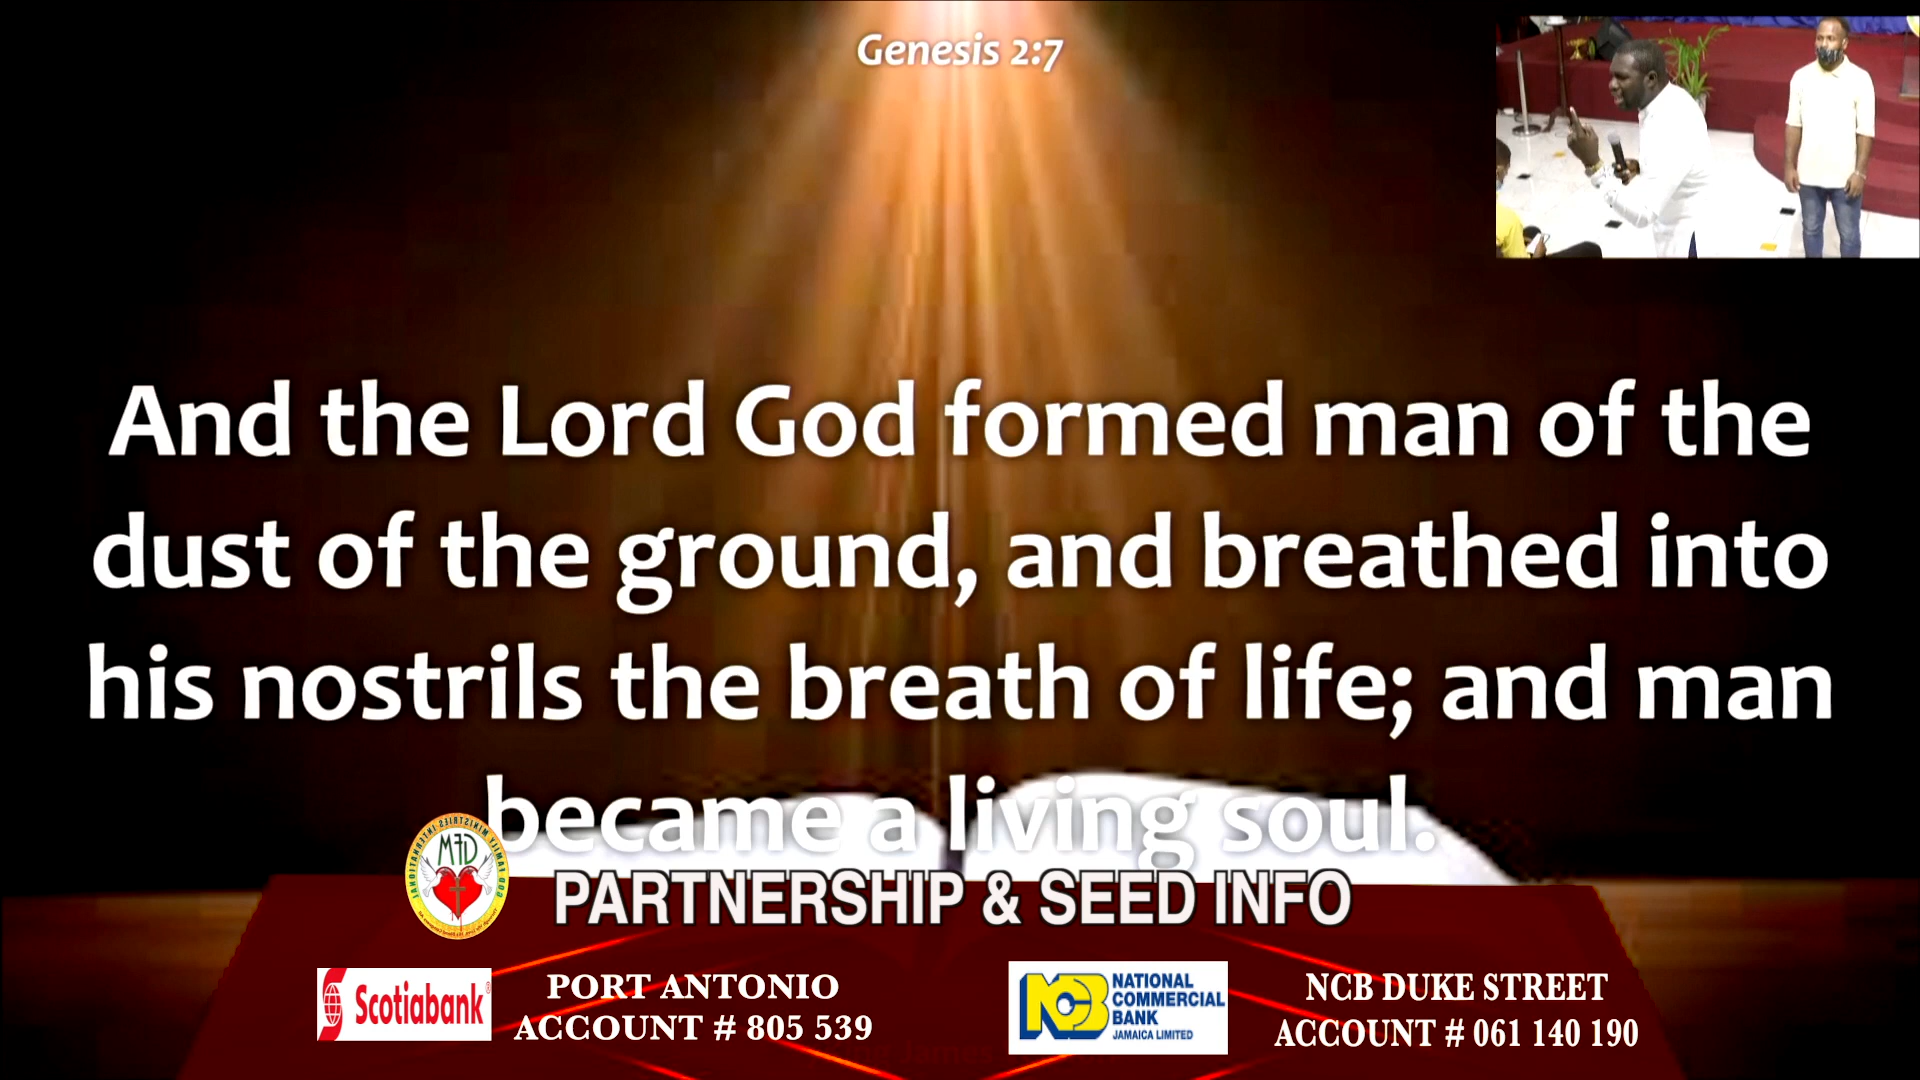 Genesis 2:7
And the Lord God formed man of the
dust of the ground, and breathed into
his nostrils the breath of life; and man
became a living soul.
MFD
PARTNERSHIP & SEED INFO
Scotiabank®
PORT ANTONIO
ACCOUNT # 805 539
NCB
NATIONAL
COMMERCIAL
BANK
JAMAICA LIMITED
NCB DUKE STREET
ACCOUNT # 061 140 190